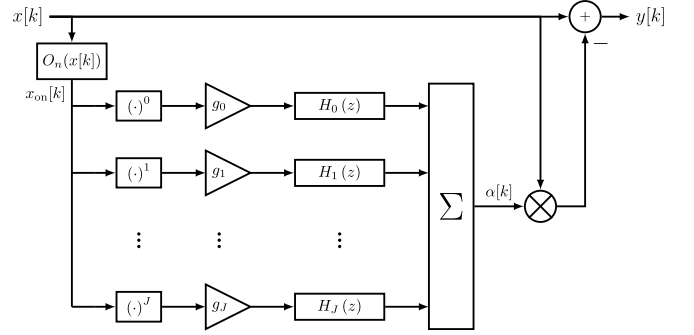 x[k]
+
y[k]
−
O_n(x[k])
x_on[k]
(·)^0
g_0
H_0 (z)
(·)^1
g_1
H_1 (z)
∑
α[k]
⋮ ⋮ ⋮
(·)^J
g_J
H_J (z)